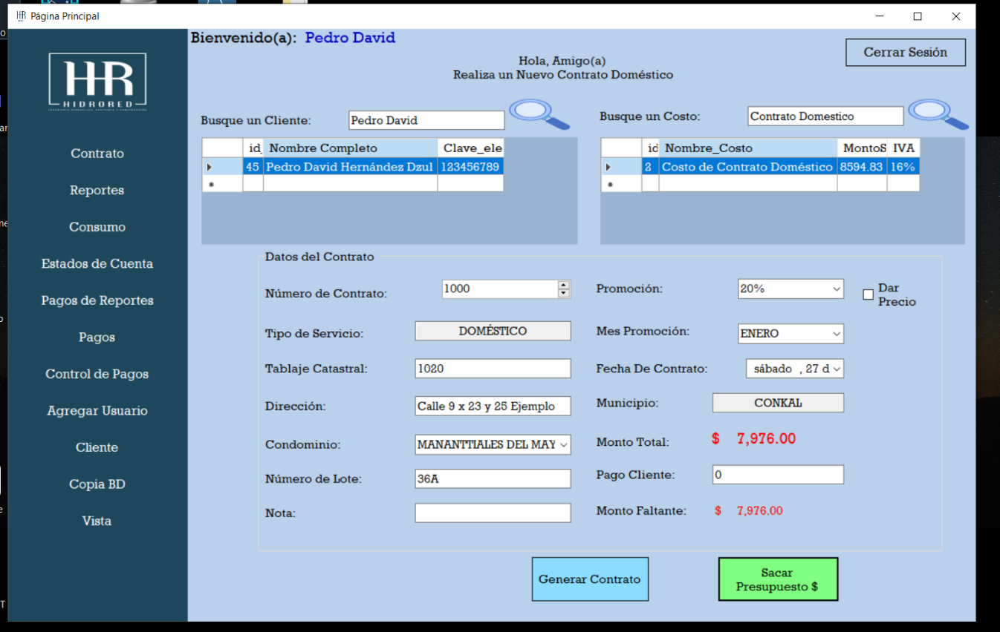 Página Principal
HR
HIDRORED
Contrato
Reportes
Consumo
Estados de Cuenta
Pagos de Reportes
Pagos
Control de Pagos
Agregar Usuario
Cliente
Copia BD
Vista
Bienvenido(a): Pedro David
Cerrar Sesión
Hola, Amigo(a)
Realiza un Nuevo Contrato Doméstico
Busque un Cliente: Pedro David
id_ Nombre Completo Clave_ele
45 Pedro David Hernández Dzul 123456789
Busque un Costo: Contrato Domestico
id Nombre_Costo MontoS IVA
2 Costo de Contrato Doméstico 8594.83 16%
Datos del Contrato
Número de Contrato: 1000
Tipo de Servicio: DOMÉSTICO
Tablaje Catastral: 1020
Dirección: Calle 9 x 23 y 25 Ejemplo
Condominio: MANANTTIALES DEL MAY
Número de Lote: 36A
Nota:
Promoción: 20%
Dar
Precio
Mes Promoción: ENERO
Fecha De Contrato: sábado , 27 d
Municipio: CONKAL
Monto Total: $ 7,976.00
Pago Cliente: 0
Monto Faltante: $ 7,976.00
Generar Contrato
Sacar
Presupuesto $